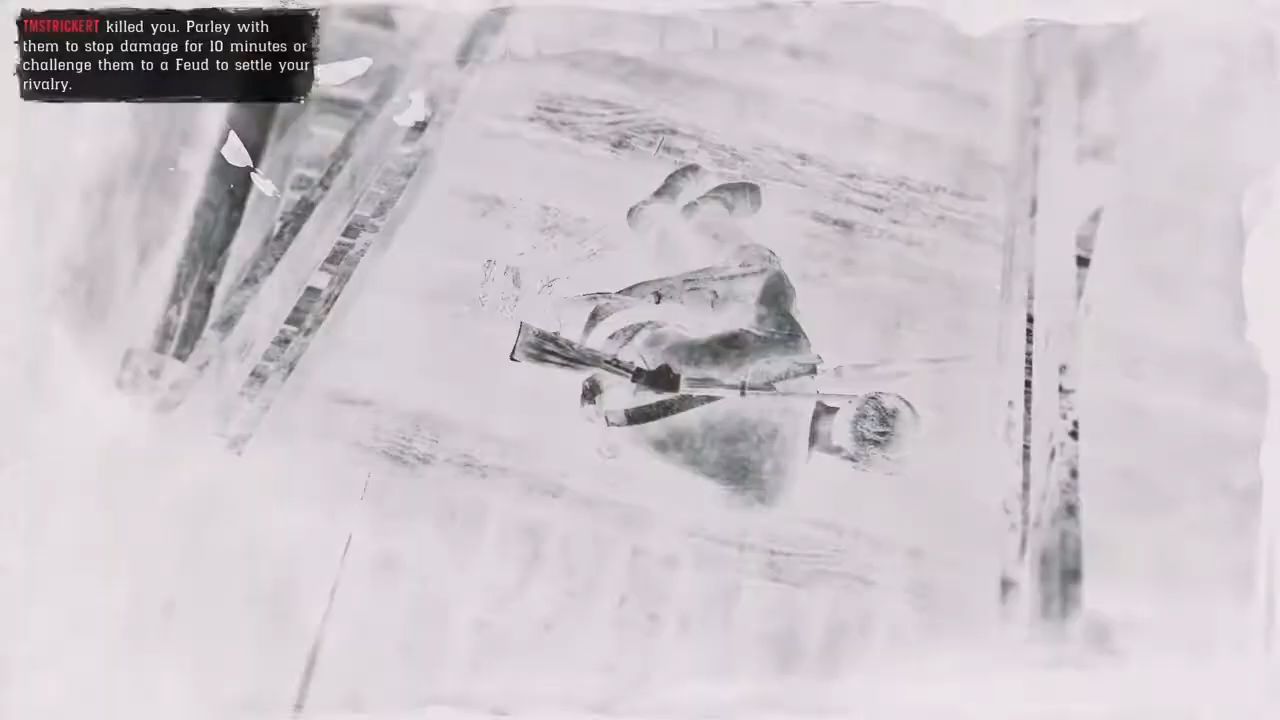 TMSTRICKERT killed you. Parley with
them to stop damage for 10 minutes or
challenge them to a Feud to settle your
rivalry.